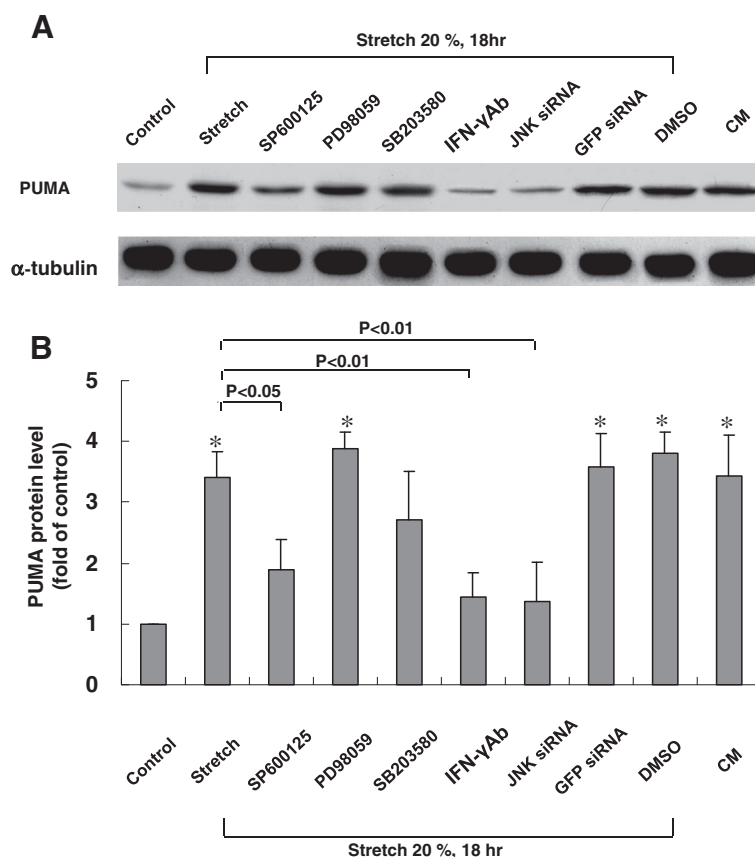 A
Stretch 20 %, 18hr
Control
Stretch
SP600125
PD98059
SB203580
IFN-γAb
JNK siRNA
GFP siRNA
DMSO
CM
PUMA
α-tubulin
B
P<0.01
P<0.01
P<0.05
PUMA protein level
(fold of control)
5
4
3
2
1
0
*
*
*
*
*
Control
Stretch
SP600125
PD98059
SB203580
IFN-γAb
JNK siRNA
GFP siRNA
DMSO
CM
Stretch 20 %, 18 hr